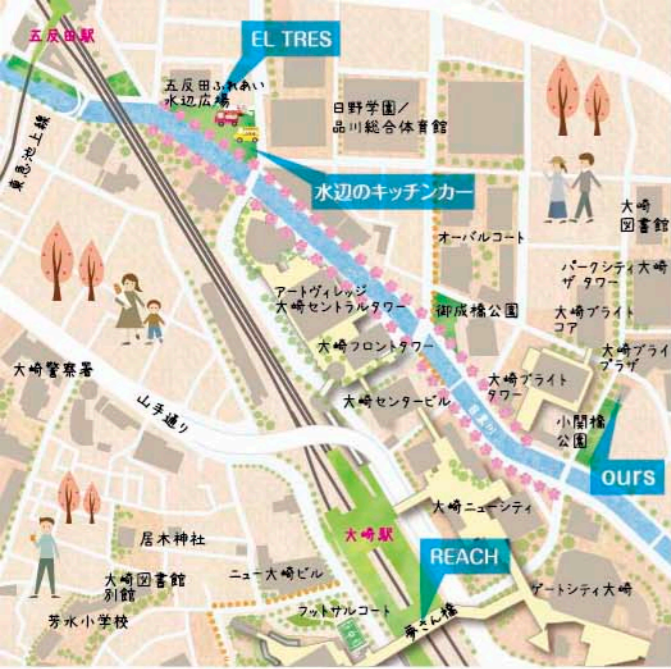 五反田駅
EL TRES
五反田ふれあい
水辺広場
日野学園/
品川総合体育館
東急池上線
水辺のキッチンカー
大崎
図書館
オーバルコート
パークシティ大崎
ザ タワー
アートヴィレッジ
大崎セントラルタワー
御成橋公園
大崎ブライト
コア
大崎フロントタワー
大崎ブライ
プラザ
大崎警察署
大崎ブライト
タワー
大崎センタービル
山手通り
目黒川
小関橋
公園
ours
大崎ニューシティ
大崎駅
居木神社
REACH
大崎図書館
別館
ニュー大崎ビル
ゲートシティ大崎
フットサルコート
夢さん橋
芳水小学校